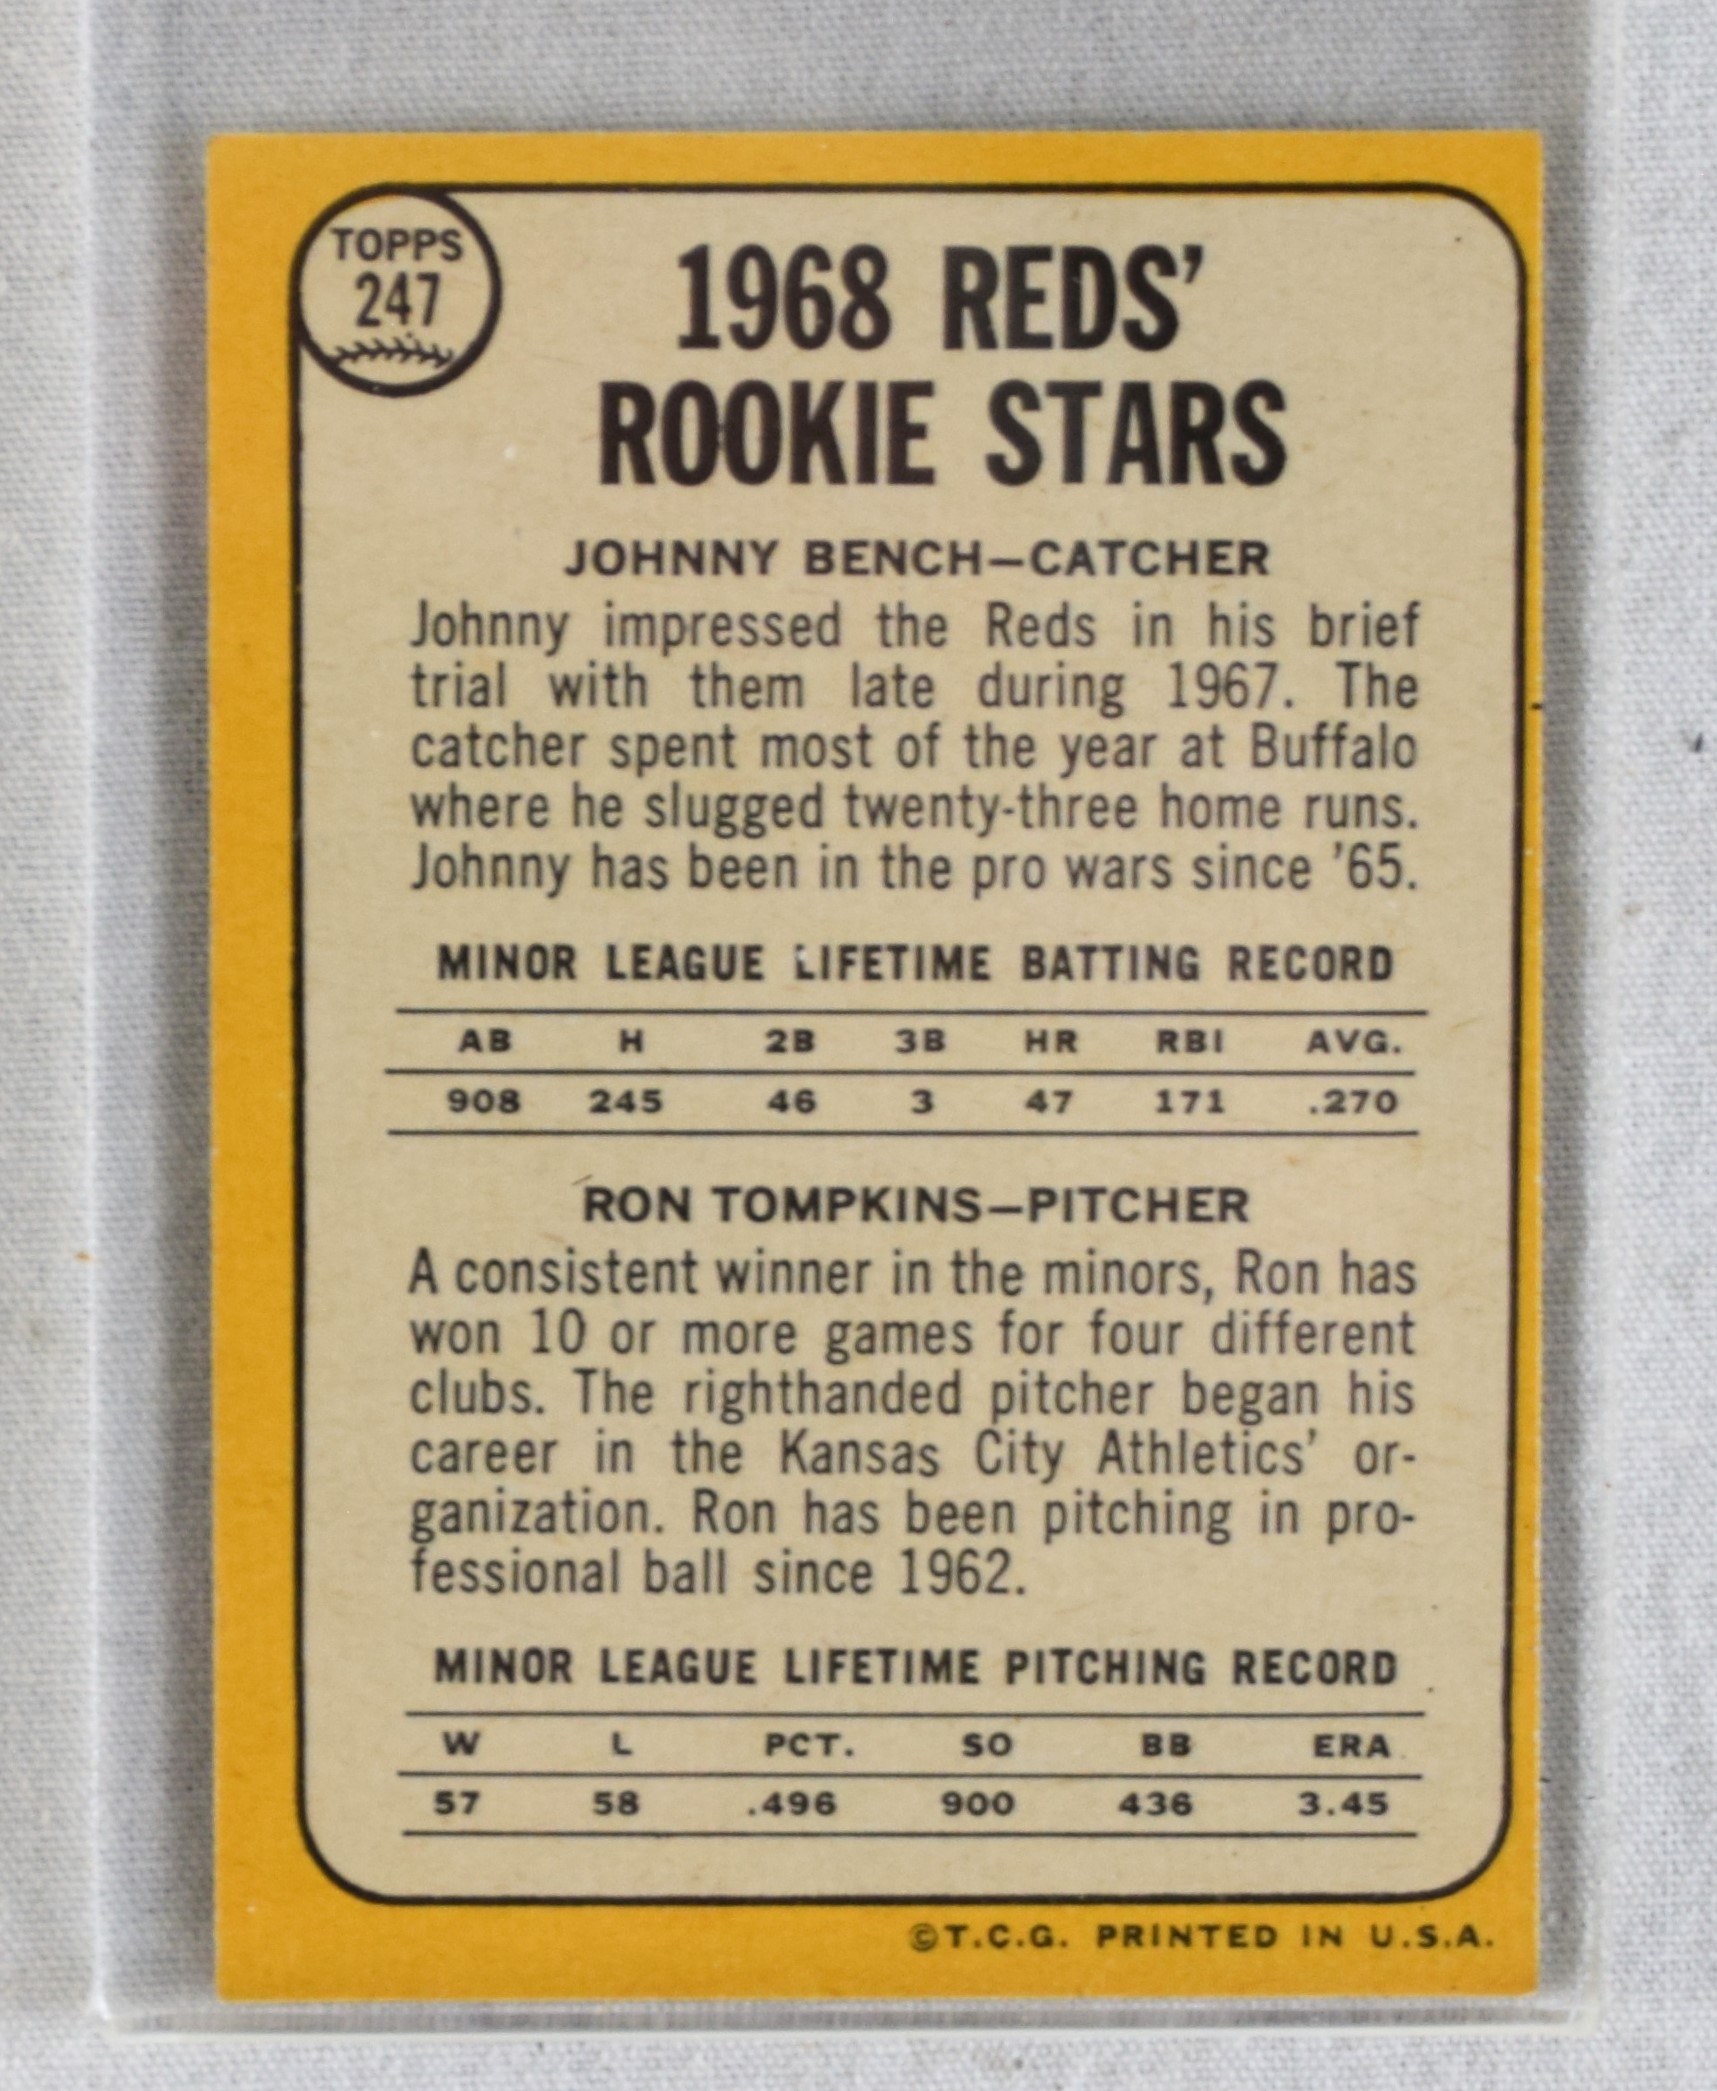 TOPPS
247
1968 REDS'
ROOKIE STARS
JOHNNY BENCH—CATCHER
Johnny impressed the Reds in his brief
trial with them late during 1967. The
catcher spent most of the year at Buffalo
where he slugged twenty-three home runs.
Johnny has been in the pro wars since '65.
MINOR LEAGUE LIFETIME BATTING RECORD
AB H 2B 3B HR RBI AVG.
908 245 46 3 47 171 .270
RON TOMPKINS—PITCHER
A consistent winner in the minors, Ron has
won 10 or more games for four different
clubs. The righthanded pitcher began his
career in the Kansas City Athletics' or-
ganization. Ron has been pitching in pro-
fessional ball since 1962.
MINOR LEAGUE LIFETIME PITCHING RECORD
W L PCT. SO BB ERA
57 58 .496 900 436 3.45
©T.C.G. PRINTED IN U.S.A.